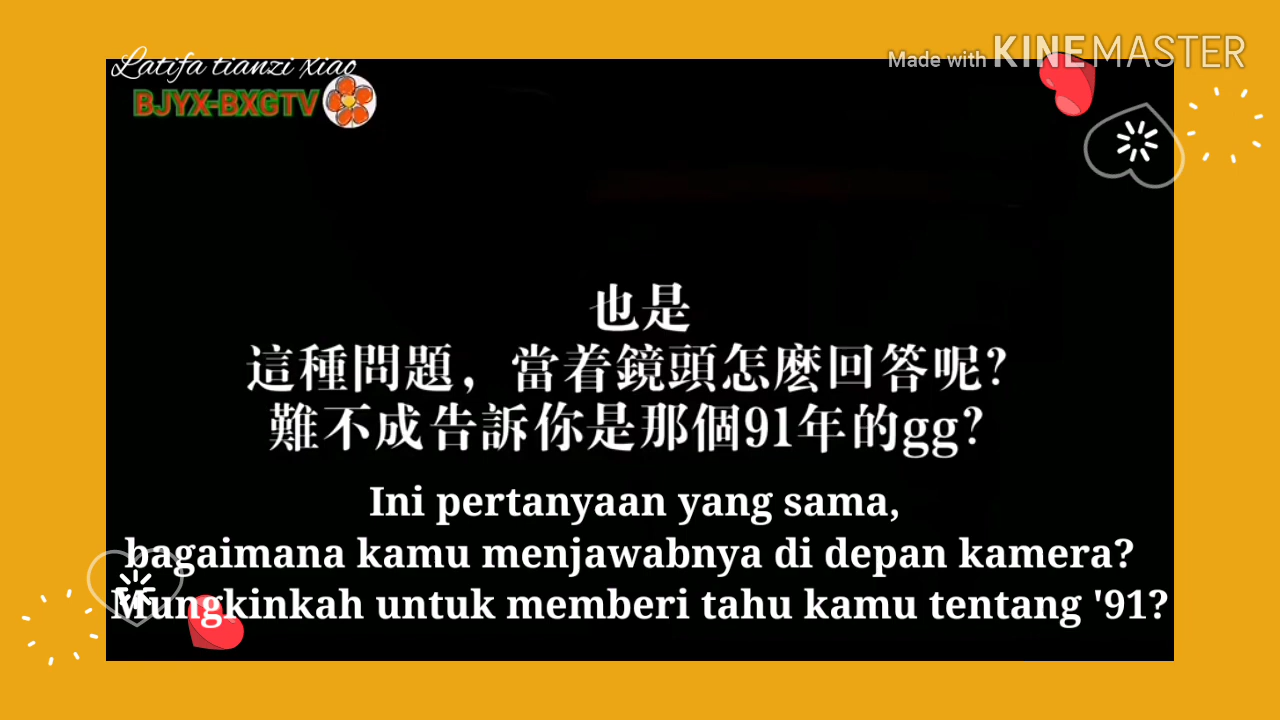 Latifa tianzi xiao
Made with KINEMASTER
BJYX-BXGTV
也是
這種問題，當着鏡頭怎麽回答呢?
難不成告訴你是那個91年的gg?
Ini pertanyaan yang sama,
bagaimana kamu menjawabnya di depan kamera?
Mungkinkah untuk memberi tahu kamu tentang '91?